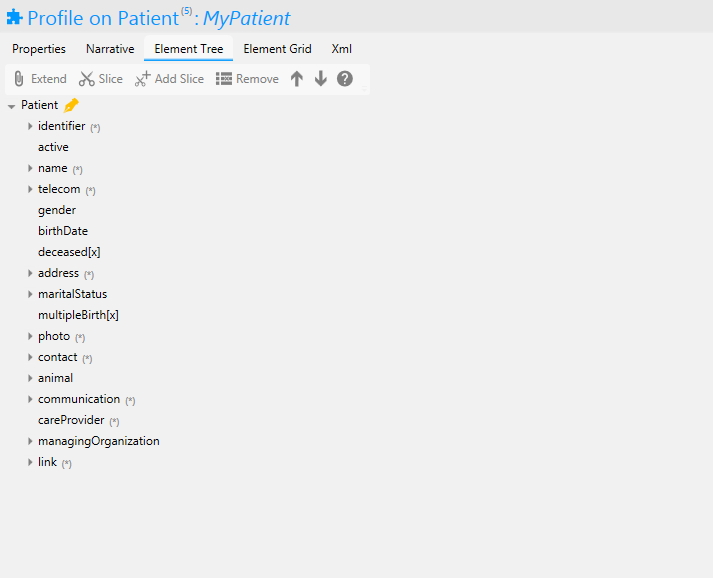 Profile on Patient(5): MyPatient
Properties Narrative Element Tree Element Grid Xml
Extend Slice Add Slice Remove
Patient
identifier (*)
active
name (*)
telecom (*)
gender
birthDate
deceased[x]
address (*)
maritalStatus
multipleBirth[x]
photo (*)
contact (*)
animal
communication (*)
careProvider (*)
managingOrganization
link (*)